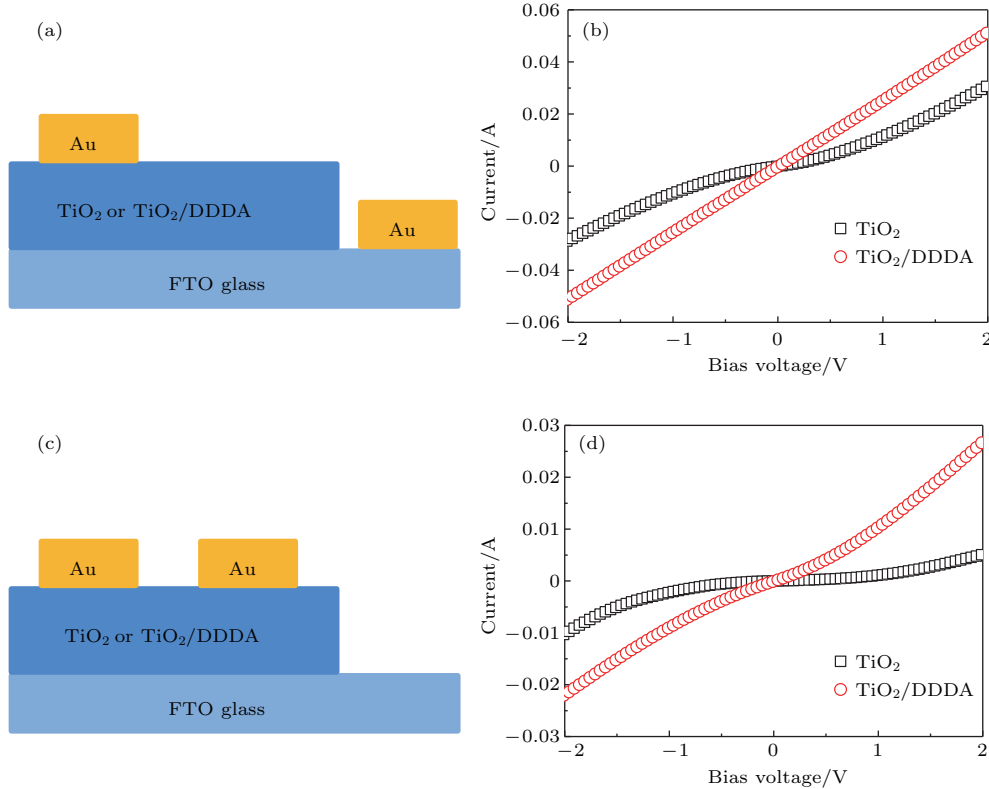 (a)
Au
TiO₂ or TiO₂/DDDA
Au
FTO glass
(b)
0.06
0.04
0.02
0
−0.02
−0.04
−0.06
Current/A
TiO₂
TiO₂/DDDA
−2 −1 0 1 2
Bias voltage/V
(c)
Au Au
TiO₂ or TiO₂/DDDA
FTO glass
(d)
0.03
0.02
0.01
0
−0.01
−0.02
−0.03
Current/A
TiO₂
TiO₂/DDDA
−2 −1 0 1 2
Bias voltage/V